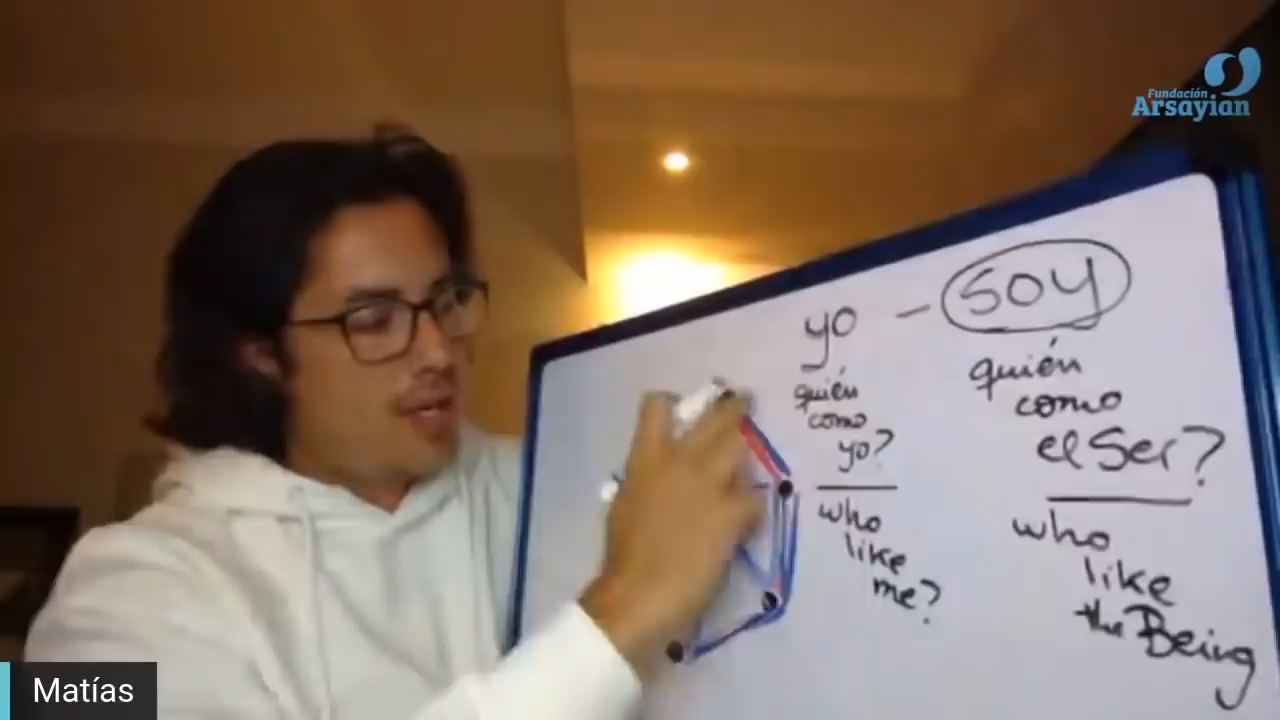 Fundación
Arsayian
yo - SOY
quién
como
yo?
who
like
me?
quién
como
el Ser?
who
like
the Being
Matías